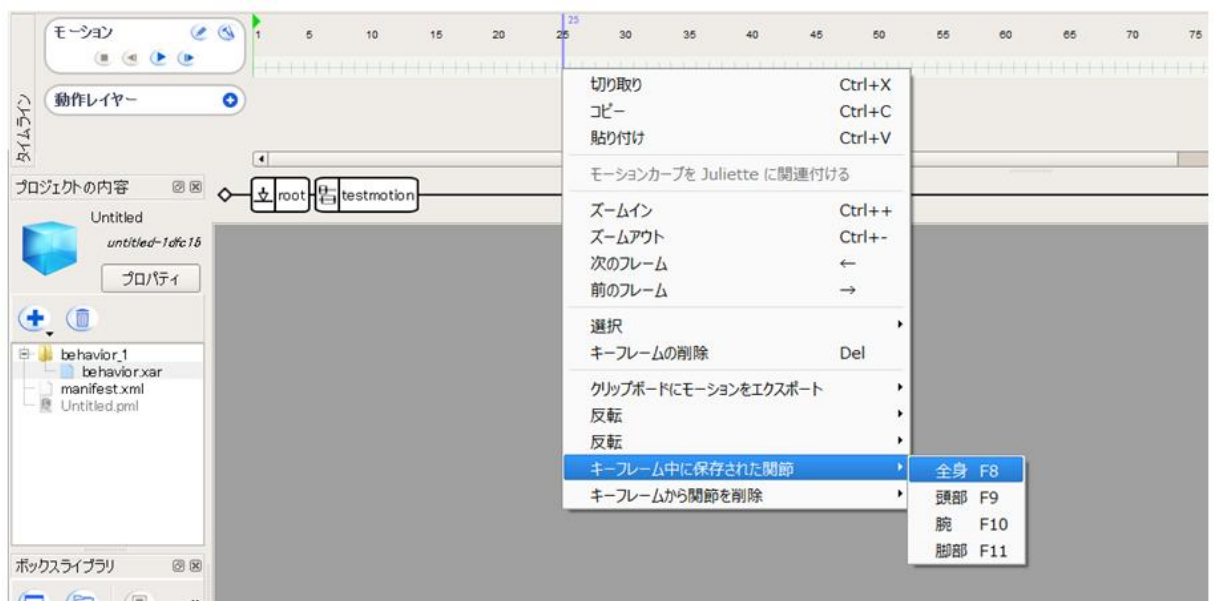 モーション
25
1 5 10 15 20 25 30 35 40 45 50 55 60 65 70 75
動作レイヤー
タイムライン
切り取り Ctrl+X
コピー Ctrl+C
貼り付け Ctrl+V
モーションカーブを Juliette に関連付ける
ズームイン Ctrl++
ズームアウト Ctrl+-
次のフレーム ←
前のフレーム →
選択
キーフレームの削除 Del
クリップボードにモーションをエクスポート
反転
反転
キーフレーム中に保存された関節
キーフレームから関節を削除
全身 F8
頭部 F9
腕 F10
脚部 F11
プロジェクトの内容
root testmotion
Untitled
untitled-1dfc18
プロパティ
behavior_1
behavior.xar
manifest.xml
Untitled.pml
ボックスライブラリ